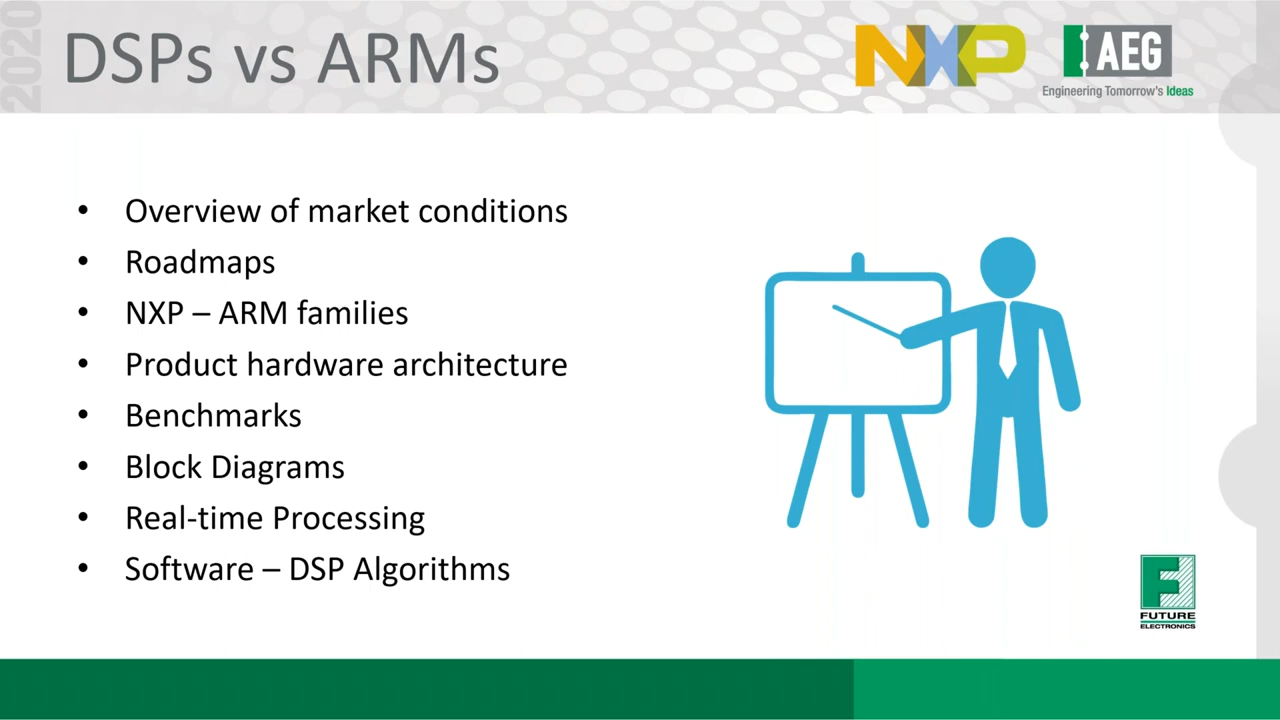 2020
DSPs vs ARMs
NXP
AEG
Engineering Tomorrow's Ideas
• Overview of market conditions
• Roadmaps
• NXP – ARM families
• Product hardware architecture
• Benchmarks
• Block Diagrams
• Real-time Processing
• Software – DSP Algorithms
F
FUTURE
ELECTRONICS